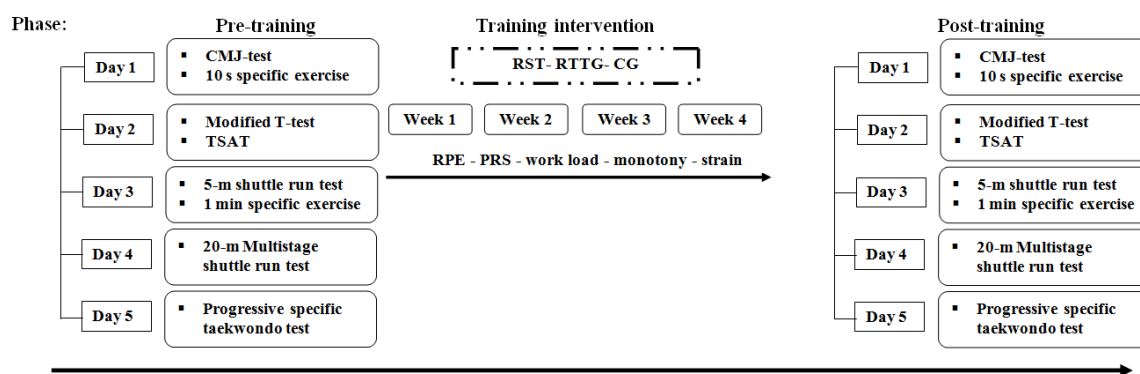 Phase:
Pre-training
Day 1
▪ CMJ-test
▪ 10 s specific exercise
Day 2
▪ Modified T-test
▪ TSAT
Day 3
▪ 5-m shuttle run test
▪ 1 min specific exercise
Day 4
▪ 20-m Multistage
shuttle run test
Day 5
▪ Progressive specific
taekwondo test
Training intervention
RST- RTTG- CG
Week 1
Week 2
Week 3
Week 4
RPE - PRS - work load - monotony - strain
Post-training
Day 1
▪ CMJ-test
▪ 10 s specific exercise
Day 2
▪ Modified T-test
▪ TSAT
Day 3
▪ 5-m shuttle run test
▪ 1 min specific exercise
Day 4
▪ 20-m Multistage
shuttle run test
Day 5
▪ Progressive specific
taekwondo test